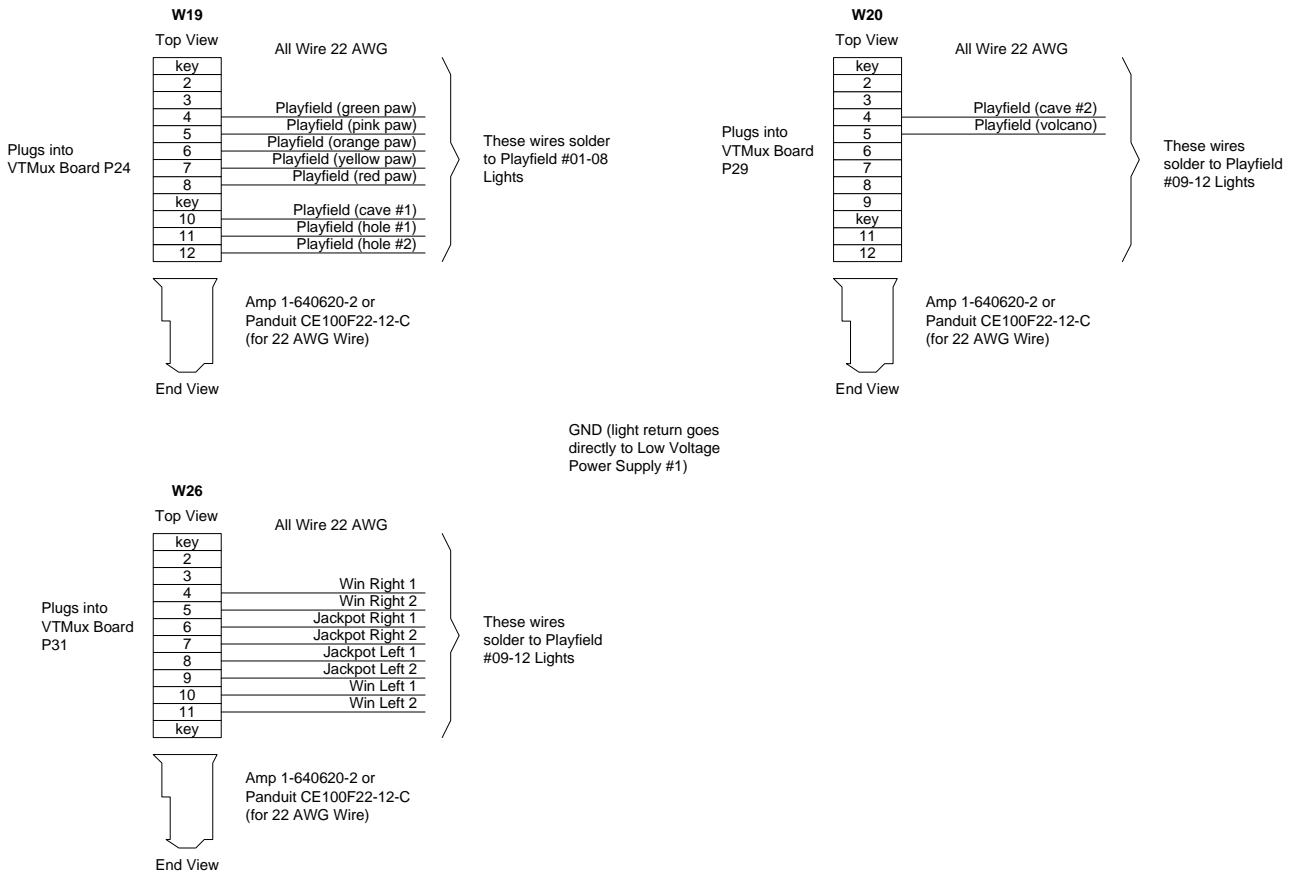 W19
Top View
All Wire 22 AWG
key
2
3
4
5
6
7
8
key
10
11
12
Playfield (green paw)
Playfield (pink paw)
Playfield (orange paw)
Playfield (yellow paw)
Playfield (red paw)
Playfield (cave #1)
Playfield (hole #1)
Playfield (hole #2)
Plugs into
VTMux Board P24
These wires solder
to Playfield #01-08
Lights
Amp 1-640620-2 or
Panduit CE100F22-12-C
(for 22 AWG Wire)
End View
W20
Top View
All Wire 22 AWG
key
2
3
4
5
6
7
8
9
key
11
12
Playfield (cave #2)
Playfield (volcano)
Plugs into
VTMux Board
P29
These wires
solder to Playfield
#09-12 Lights
Amp 1-640620-2 or
Panduit CE100F22-12-C
(for 22 AWG Wire)
End View
GND (light return goes
directly to Low Voltage
Power Supply #1)
W26
Top View
All Wire 22 AWG
key
2
3
4
5
6
7
8
9
10
11
key
Win Right 1
Win Right 2
Jackpot Right 1
Jackpot Right 2
Jackpot Left 1
Jackpot Left 2
Win Left 1
Win Left 2
Plugs into
VTMux Board
P31
These wires
solder to Playfield
#09-12 Lights
Amp 1-640620-2 or
Panduit CE100F22-12-C
(for 22 AWG Wire)
End View